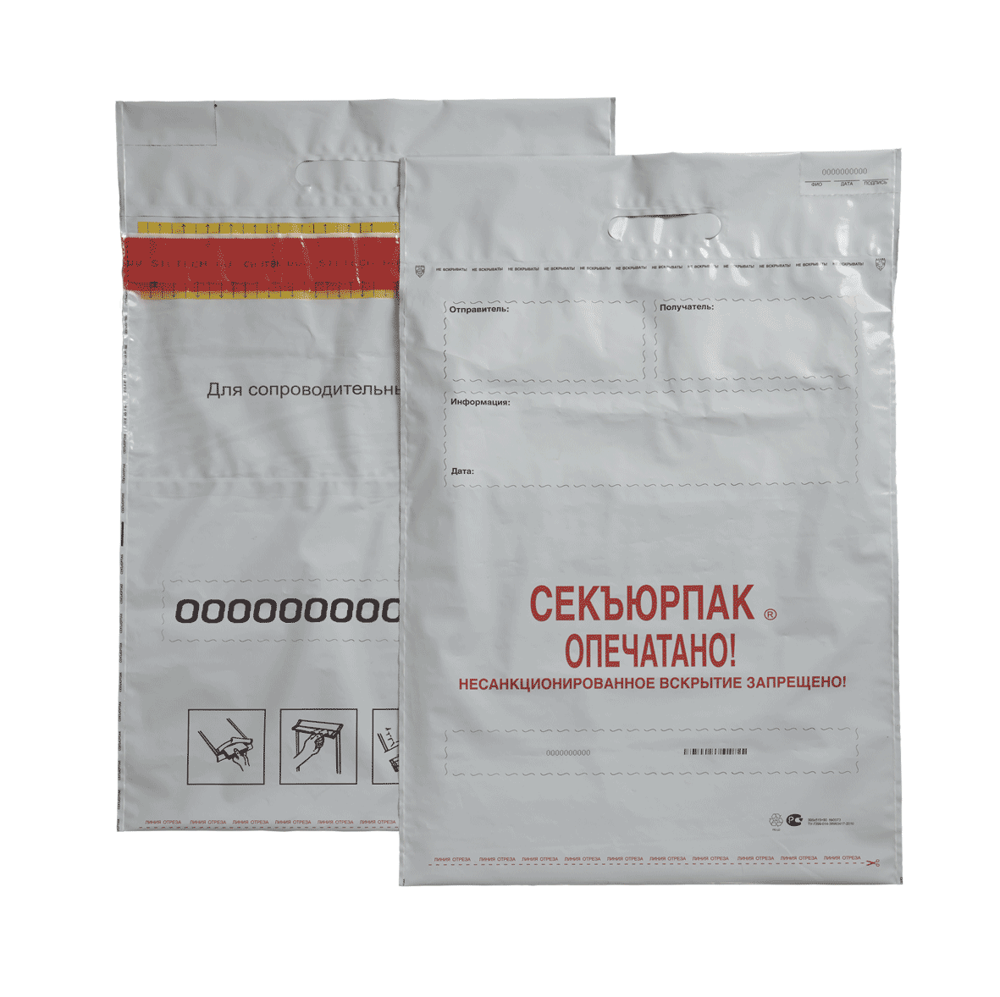 Для сопроводительны
0000000000
ФИО ДАТА ПОДПИСЬ
НЕ ВСКРЫВАТЬ! НЕ ВСКРЫВАТЬ! НЕ ВСКРЫВАТЬ! НЕ ВСКРЫВАТЬ! НЕ ВСКРЫВАТЬ! НЕ ВСКРЫВАТЬ! НЕ ВСКРЫВАТЬ! НЕ ВСКРЫВАТЬ! НЕ ВСКРЫВАТЬ! НЕ ВСКРЫВАТЬ! НЕ ВСКРЫВАТЬ! НЕ ВСКРЫВАТЬ!
Отправитель: Получатель:
Информация:
Дата:
000000000
СЕКЪЮРПАК ®
ОПЕЧАТАНО!
НЕСАНКЦИОНИРОВАННОЕ ВСКРЫТИЕ ЗАПРЕЩЕНО!
0000000000
ЛИНИЯ ОТРЕЗА ЛИНИЯ ОТРЕЗА ЛИНИЯ ОТРЕЗА ЛИНИЯ ОТРЕЗА ЛИНИЯ ОТРЕЗА ЛИНИЯ ОТРЕЗА
ЛИНИЯ ОТРЕЗА ЛИНИЯ ОТРЕЗА ЛИНИЯ ОТРЕЗА ЛИНИЯ ОТРЕЗА ЛИНИЯ ОТРЕЗА ЛИНИЯ ОТРЕЗА ЛИНИЯ ОТРЕЗА ЛИНИЯ ОТРЕЗА ЛИНИЯ ОТРЕЗА ЛИНИЯ ОТРЕЗА